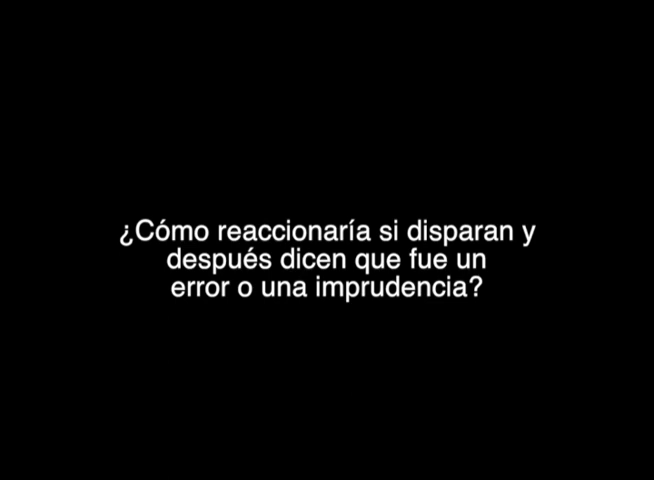 ¿Cómo reaccionaría si disparan y
después dicen que fue un
error o una imprudencia?